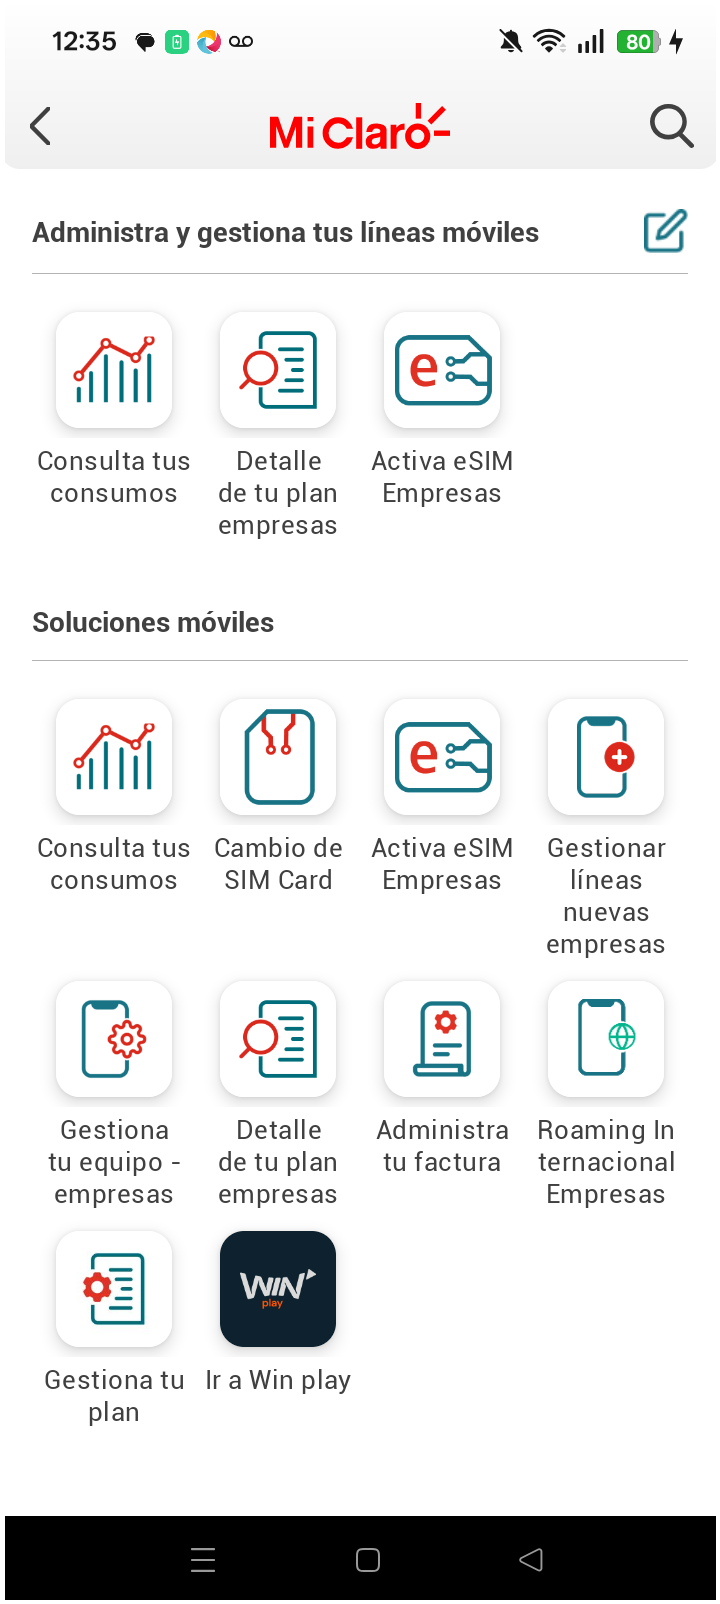 12:35
80
Mi Claro
Administra y gestiona tus líneas móviles
e
Consulta tus
consumos
Detalle
de tu plan
empresas
Activa eSIM
Empresas
Soluciones móviles
e
Consulta tus
consumos
Cambio de
SIM Card
Activa eSIM
Empresas
Gestionar
líneas
nuevas
empresas
Gestiona
tu equipo -
empresas
Detalle
de tu plan
empresas
Administra
tu factura
Roaming In
ternacional
Empresas
WIN
play
Gestiona tu
plan
Ir a Win play